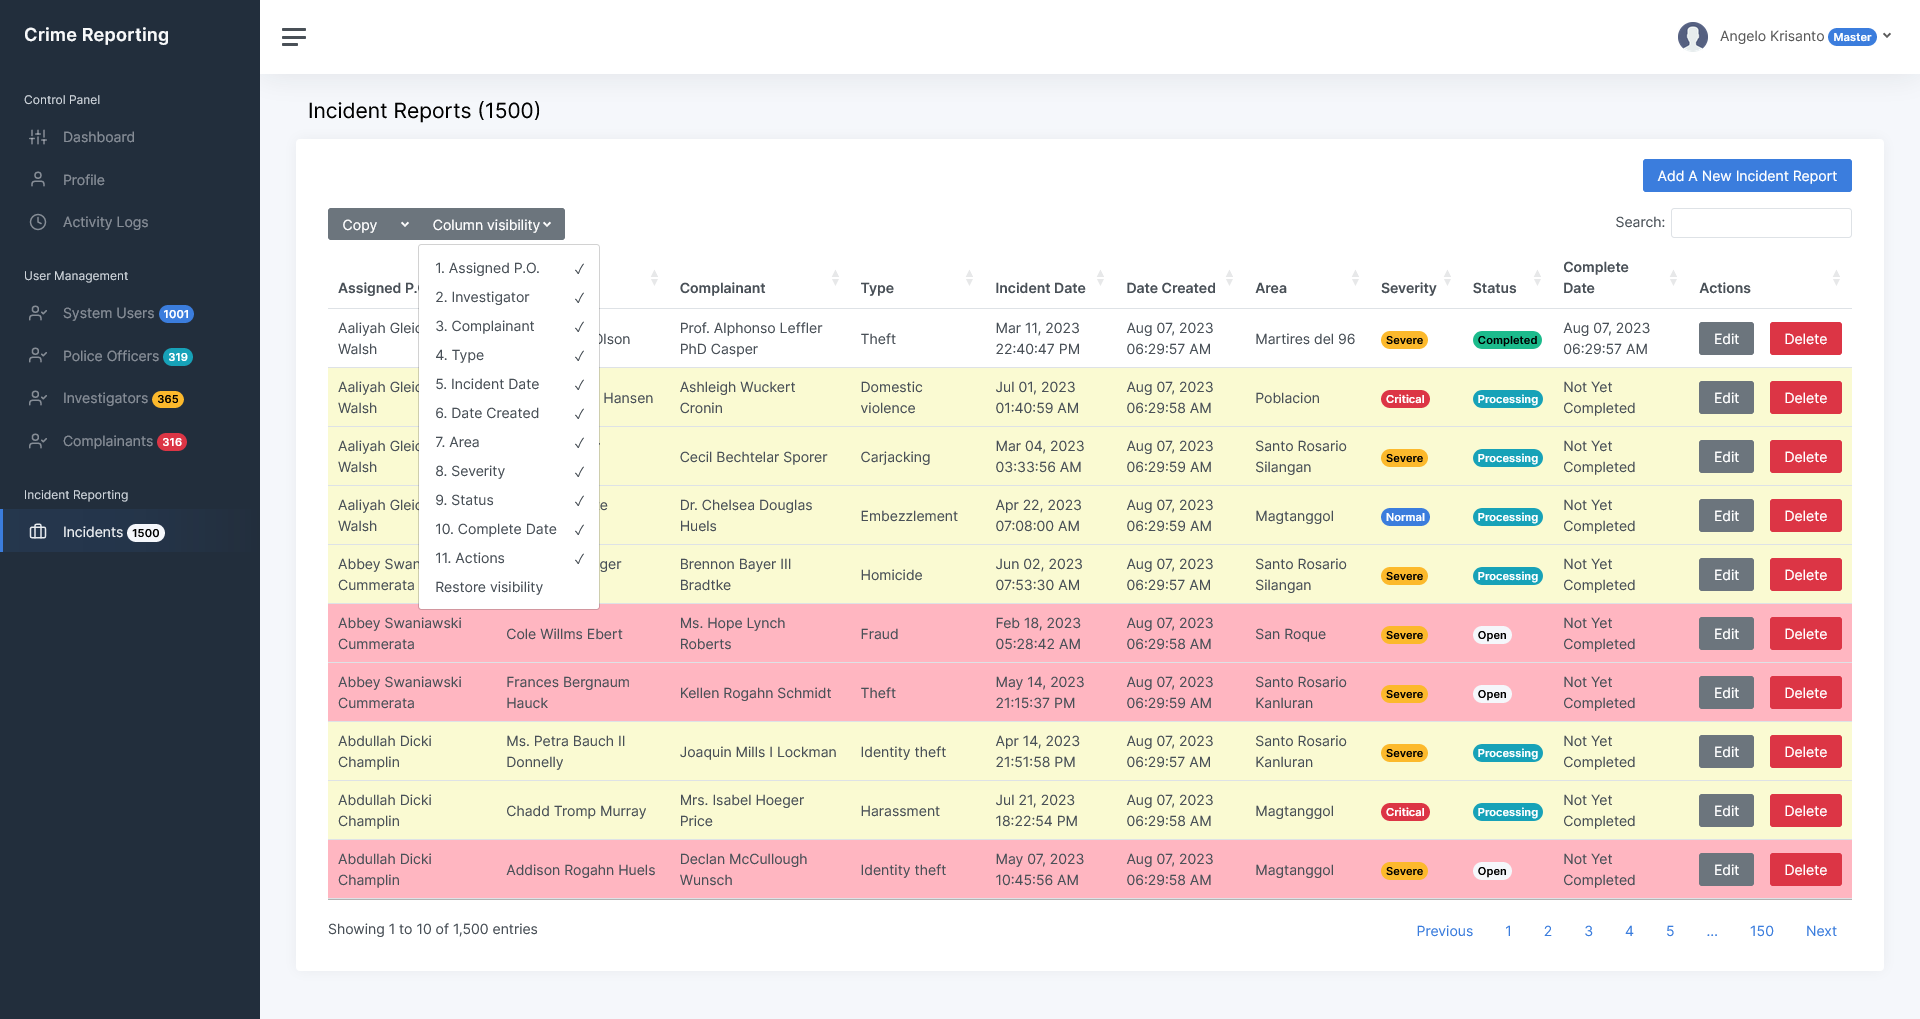 Crime Reporting
Angelo Krisanto Master
Control Panel
Dashboard
Profile
Activity Logs
User Management
System Users 1001
Police Officers 319
Investigators 365
Complainants 316
Incident Reporting
Incidents 1500
Incident Reports (1500)
Add A New Incident Report
Copy Column visibility
Search:
1. Assigned P.O. ✓
2. Investigator ✓
3. Complainant ✓
4. Type ✓
5. Incident Date ✓
6. Date Created ✓
7. Area ✓
8. Severity ✓
9. Status ✓
10. Complete Date ✓
11. Actions ✓
Restore visibility
Assigned P. Complainant Type Incident Date Date Created Area Severity Status Complete Date Actions
Aaliyah Gleic Olson Prof. Alphonso Leffler Mar 11, 2023 Aug 07, 2023 Aug 07, 2023
Walsh PhD Casper Theft 22:40:47 PM 06:29:57 AM Martires del 96 Severe Completed 06:29:57 AM Edit Delete
Aaliyah Gleic Hansen Ashleigh Wuckert Domestic Jul 01, 2023 Aug 07, 2023 Not Yet
Walsh Cronin violence 01:40:59 AM 06:29:58 AM Poblacion Critical Processing Completed Edit Delete
Aaliyah Gleic Mar 04, 2023 Aug 07, 2023 Santo Rosario Not Yet
Walsh Cecil Bechtelar Sporer Carjacking 03:33:56 AM 06:29:59 AM Silangan Severe Processing Completed Edit Delete
Aaliyah Gleic e Dr. Chelsea Douglas Apr 22, 2023 Aug 07, 2023 Not Yet
Walsh Huels Embezzlement 07:08:00 AM 06:29:59 AM Magtanggol Normal Processing Completed Edit Delete
Abbey Swan ger Brennon Bayer III Jun 02, 2023 Aug 07, 2023 Santo Rosario Not Yet
Cummerata Bradtke Homicide 07:53:30 AM 06:29:57 AM Silangan Severe Processing Completed Edit Delete
Abbey Swaniawski Ms. Hope Lynch Feb 18, 2023 Aug 07, 2023 Not Yet
Cummerata Cole Willms Ebert Roberts Fraud 05:28:42 AM 06:29:58 AM San Roque Severe Open Completed Edit Delete
Abbey Swaniawski Frances Bergnaum May 14, 2023 Aug 07, 2023 Santo Rosario Not Yet
Cummerata Hauck Kellen Rogahn Schmidt Theft 21:15:37 PM 06:29:59 AM Kanluran Severe Open Completed Edit Delete
Abdullah Dicki Ms. Petra Bauch II Apr 14, 2023 Aug 07, 2023 Santo Rosario Not Yet
Champlin Donnelly Joaquin Mills I Lockman Identity theft 21:51:58 PM 06:29:57 AM Kanluran Severe Processing Completed Edit Delete
Abdullah Dicki Mrs. Isabel Hoeger Jul 21, 2023 Aug 07, 2023 Not Yet
Champlin Chadd Tromp Murray Price Harassment 18:22:54 PM 06:29:58 AM Magtanggol Critical Processing Completed Edit Delete
Abdullah Dicki Declan McCullough May 07, 2023 Aug 07, 2023 Not Yet
Champlin Addison Rogahn Huels Wunsch Identity theft 10:45:56 AM 06:29:58 AM Magtanggol Severe Open Completed Edit Delete
Showing 1 to 10 of 1,500 entries
Previous 1 2 3 4 5 ... 150 Next